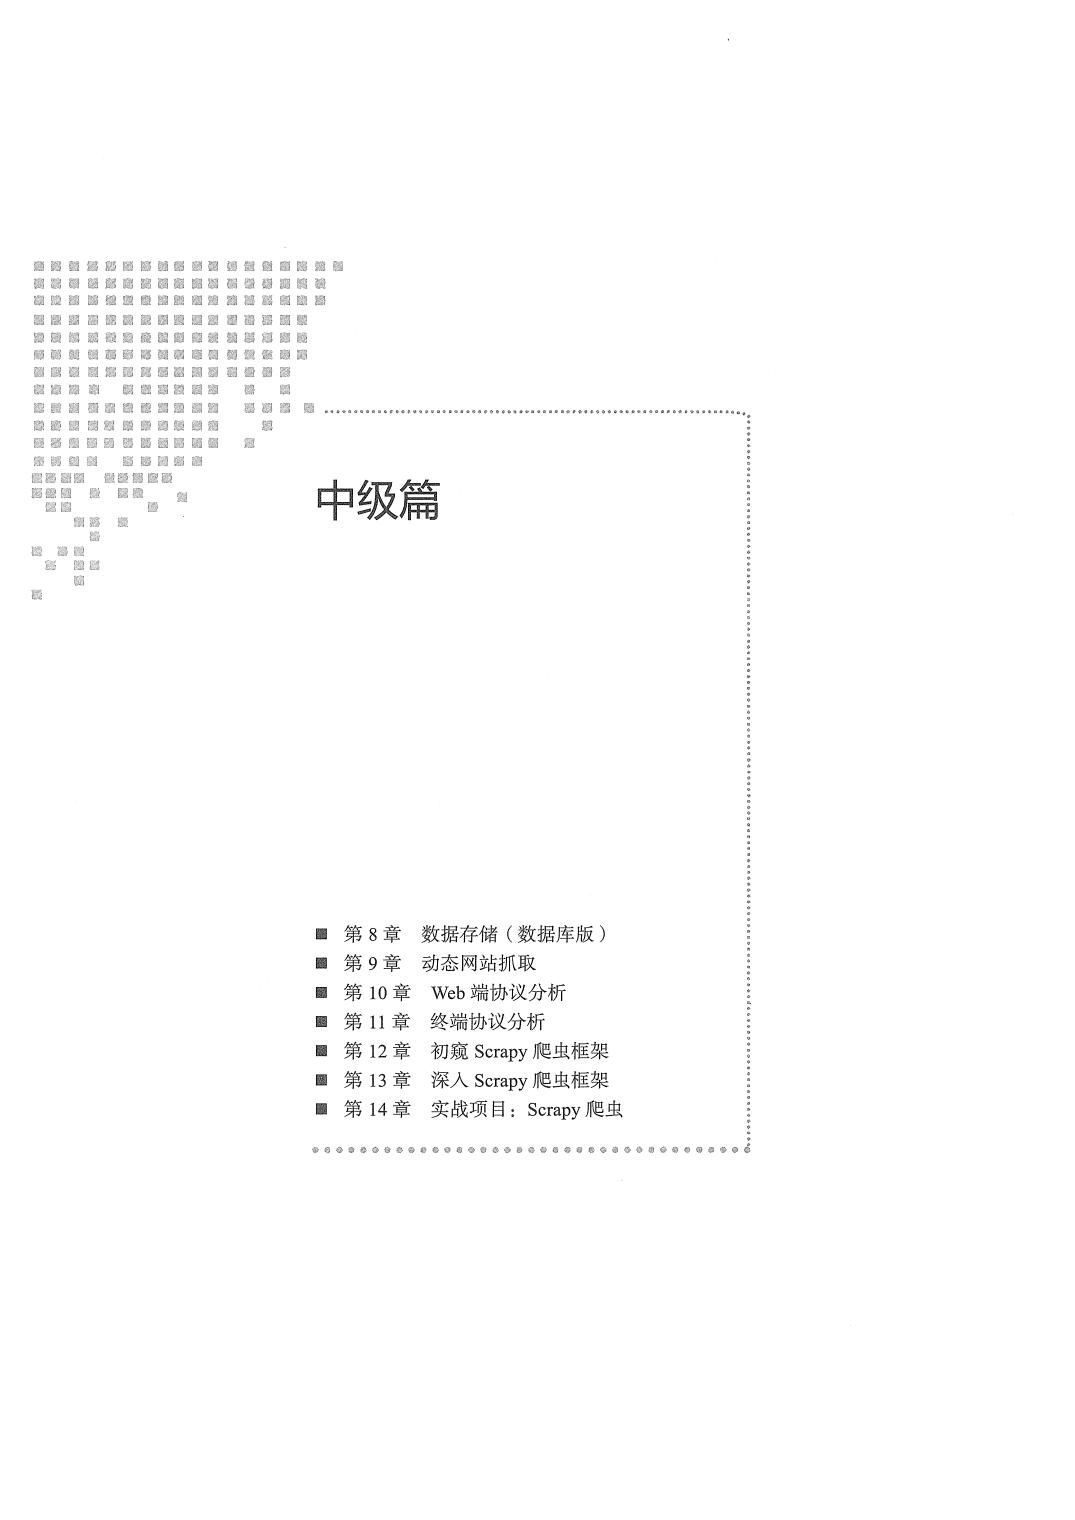 中级篇
■ 第 8 章 数据存储（数据库版）
■ 第 9 章 动态网站抓取
■ 第 10 章 Web 端协议分析
■ 第 11 章 终端协议分析
■ 第 12 章 初窥 Scrapy 爬虫框架
■ 第 13 章 深入 Scrapy 爬虫框架
■ 第 14 章 实战项目：Scrapy 爬虫